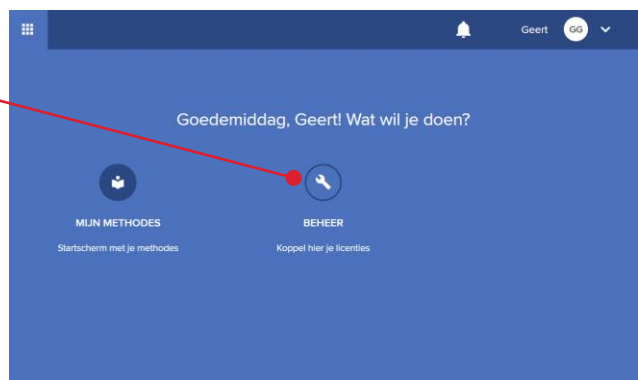 Geert GG
Goedemiddag, Geert! Wat wil je doen?
MIJN METHODES
Startscherm met je methodes
BEHEER
Koppel hier je licenties